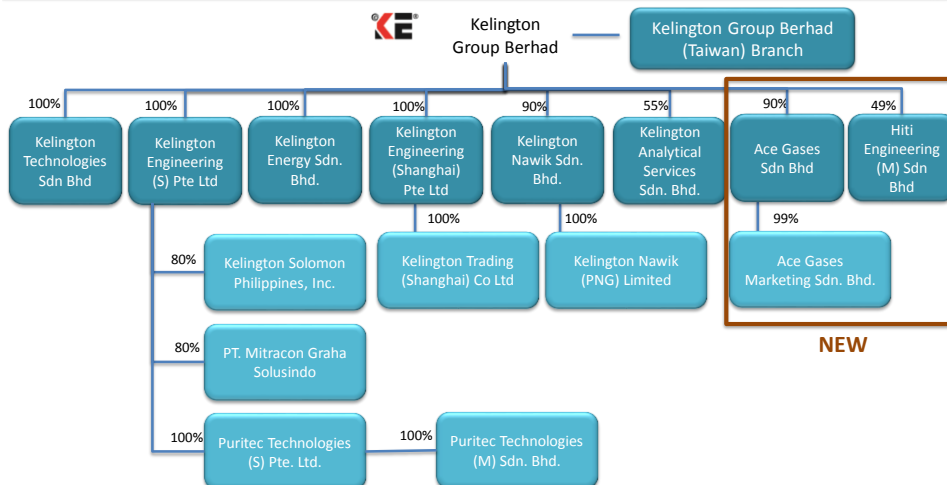 KE
Kelington
Group Berhad
Kelington Group Berhad
(Taiwan) Branch
100%
100%
100%
100%
90%
55%
90%
49%
Kelington
Technologies
Sdn Bhd
Kelington
Engineering
(S) Pte Ltd
Kelington
Energy Sdn.
Bhd.
Kelington
Engineering
(Shanghai)
Pte Ltd
Kelington
Nawik Sdn.
Bhd.
Kelington
Analytical
Services
Sdn. Bhd.
Ace Gases
Sdn Bhd
Hiti
Engineering
(M) Sdn
Bhd
100%
100%
99%
80%
Kelington Solomon
Philippines, Inc.
Kelington Trading
(Shanghai) Co Ltd
Kelington Nawik
(PNG) Limited
Ace Gases
Marketing Sdn. Bhd.
NEW
80%
PT. Mitracon Graha
Solusindo
100%
Puritec Technologies
(S) Pte. Ltd.
100%
Puritec Technologies
(M) Sdn. Bhd.